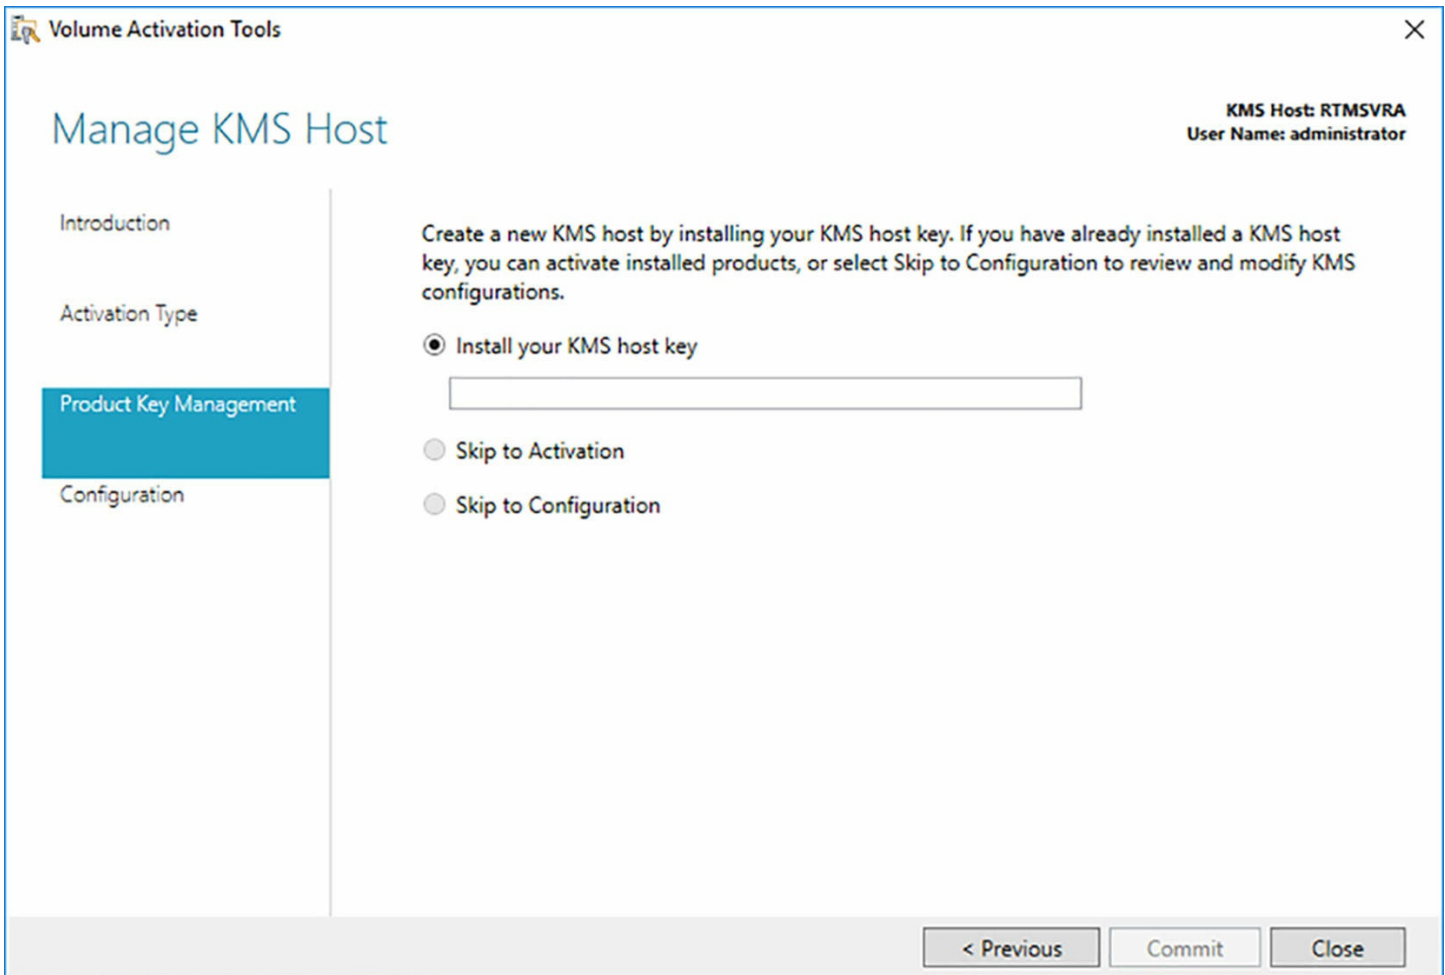 Volume Activation Tools
Manage KMS Host
KMS Host: RTMSVRA
User Name: administrator
Introduction
Activation Type
Product Key Management
Configuration
Create a new KMS host by installing your KMS host key. If you have already installed a KMS host
key, you can activate installed products, or select Skip to Configuration to review and modify KMS
configurations.
Install your KMS host key
Skip to Activation
Skip to Configuration
< Previous
Commit
Close